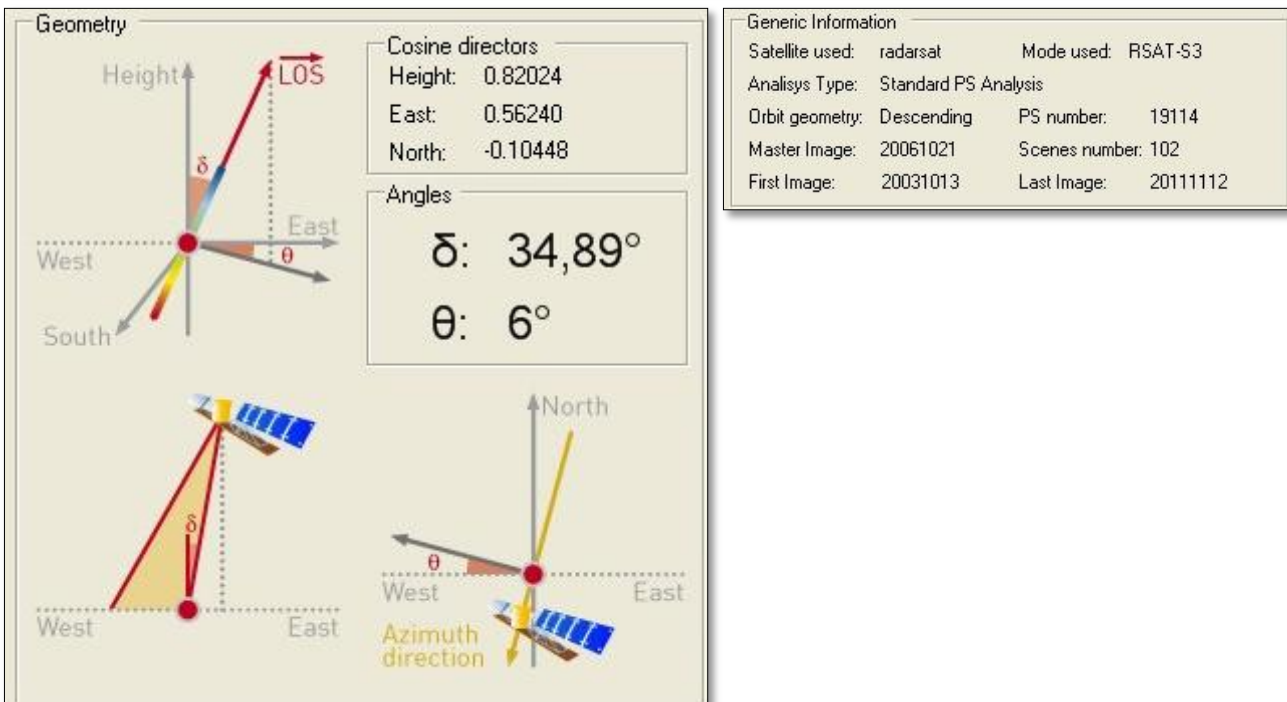 Geometry
Height
LOS
δ
East
West
θ
South
Cosine directors
Height: 0.82024
East: 0.56240
North: -0.10448
Angles
δ: 34,89°
θ: 6°
δ
West
East
North
θ
West
East
Azimuth
direction
Generic Information
Satellite used: radarsat Mode used: RSAT-S3
Analisys Type: Standard PS Analysis
Orbit geometry: Descending PS number: 19114
Master Image: 20061021 Scenes number: 102
First Image: 20031013 Last Image: 20111112